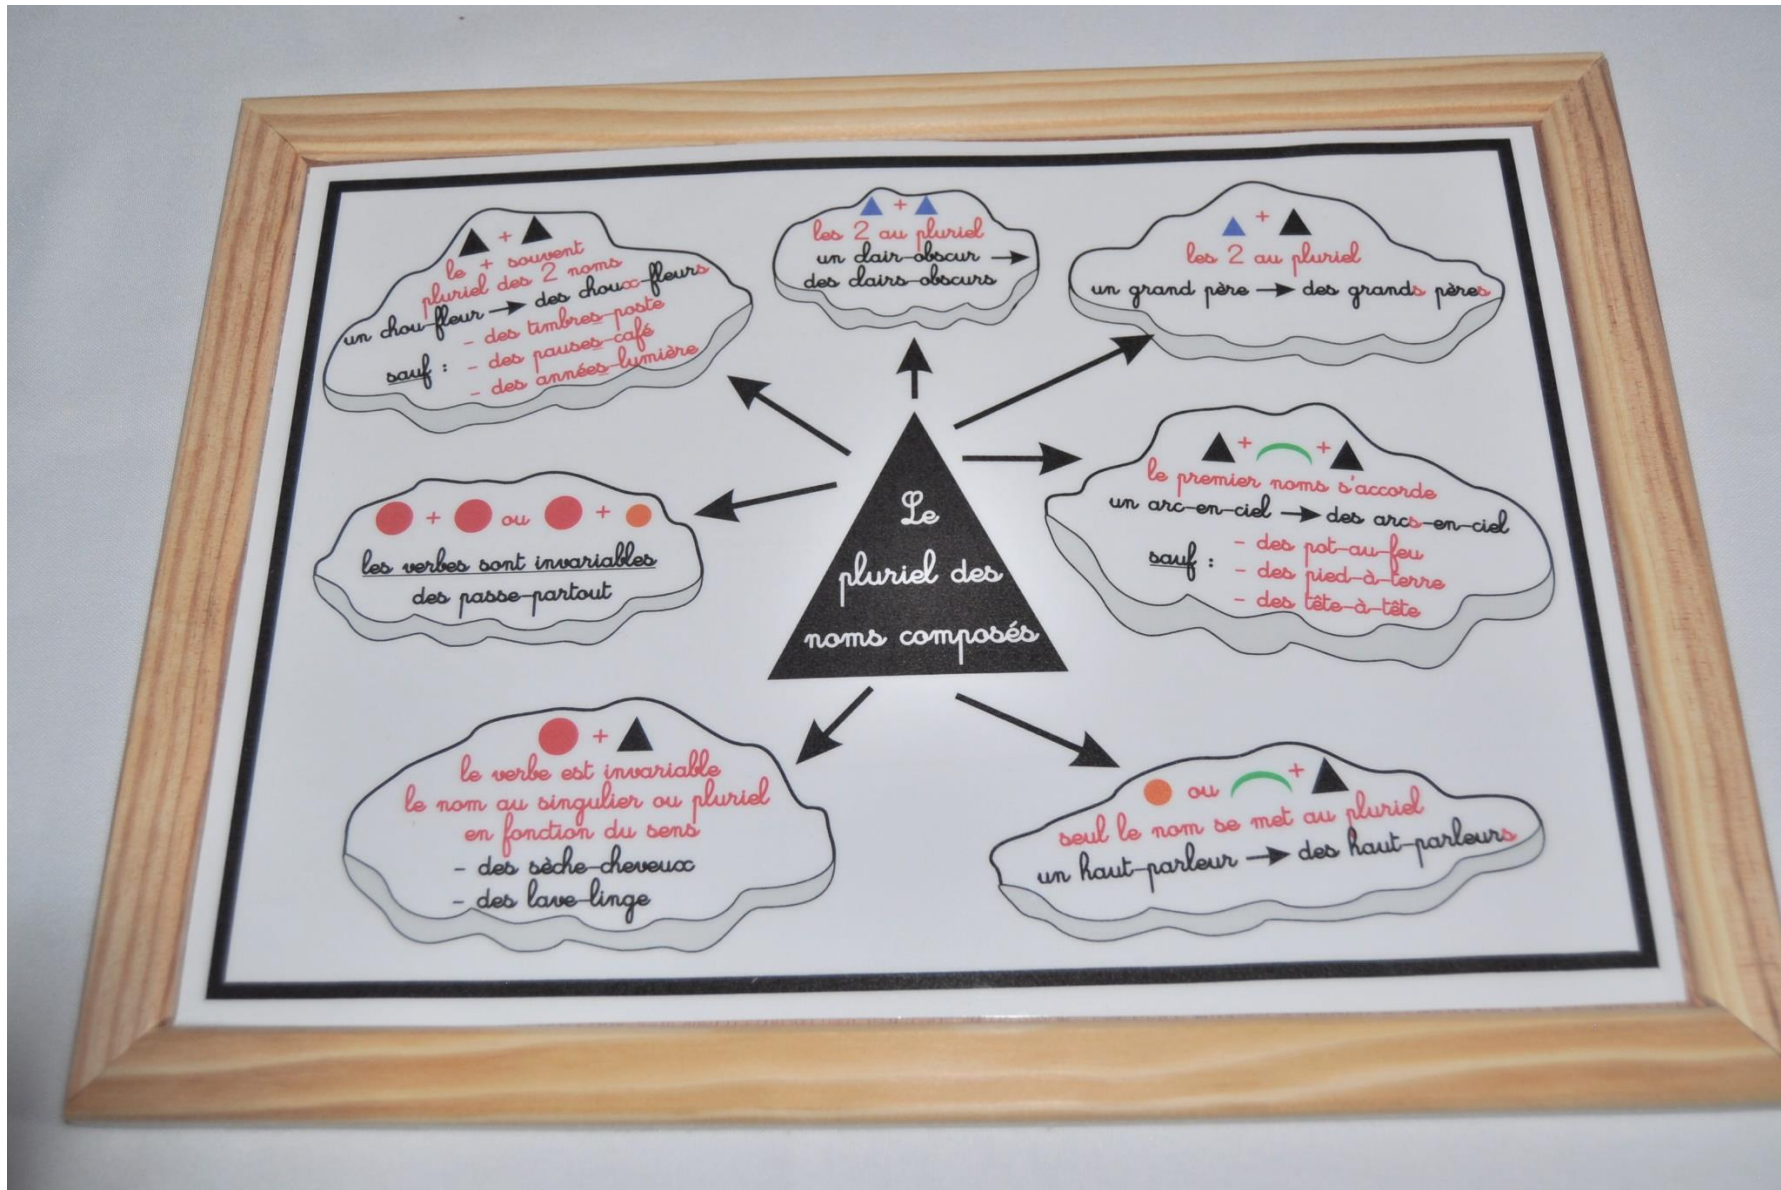 le + souvent
pluriel des 2 noms
un chou-fleur → des choux-fleurs
sauf : - des timbres-poste
- des pauses-café
- des années-lumière
+
les 2 au pluriel
un clair-obscur →
des clairs-obscurs
+
les 2 au pluriel
un grand père → des grands pères
+ ou +
les verbes sont invariables
des passe-partout
Le
pluriel des
noms composés
+ +
le premier noms s'accorde
un arc-en-ciel → des arcs-en-ciel
sauf : - des pot-au-feu
- des pied-à-terre
- des tête-à-tête
+
le verbe est invariable
le nom au singulier ou pluriel
en fonction du sens
- des sèche-cheveux
- des lave-linge
ou +
seul le nom se met au pluriel
un haut-parleur → des haut-parleurs